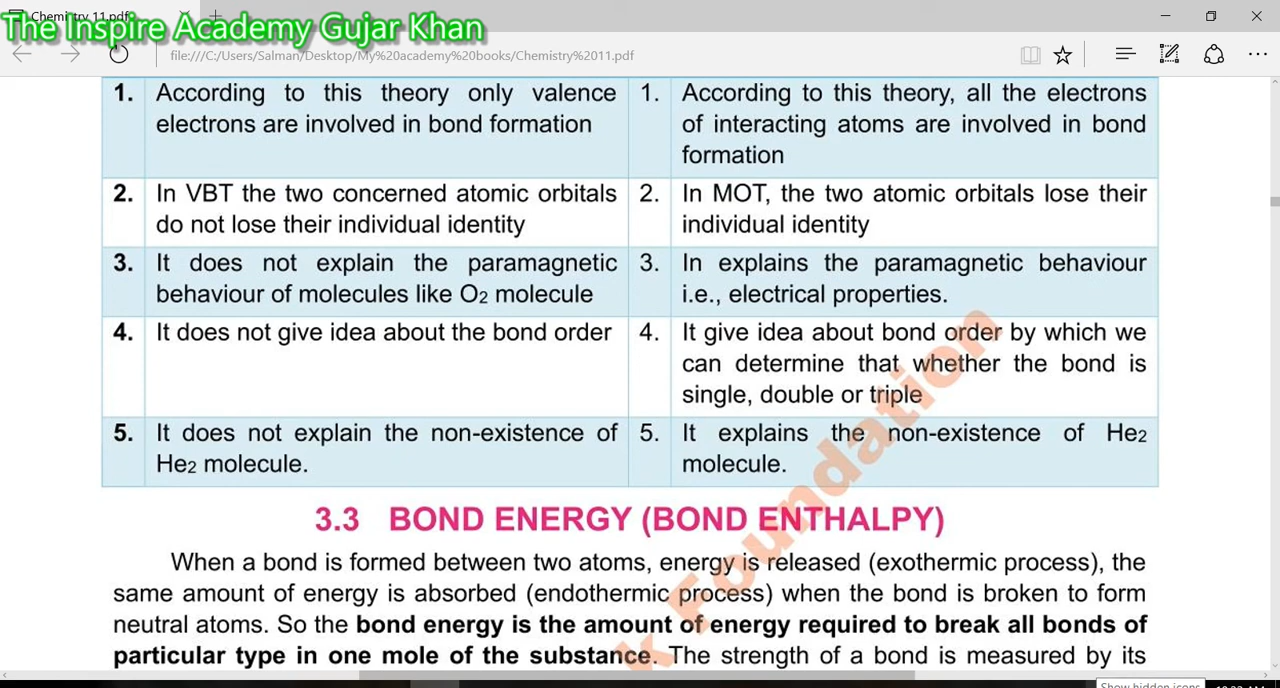 Chemistry 11.pdf
The Inspire Academy Gujar Khan
file:///C:/Users/Salman/Desktop/My%20academy%20books/Chemistry%2011.pdf
1. According to this theory only valence
electrons are involved in bond formation
1. According to this theory, all the electrons
of interacting atoms are involved in bond
formation
2. In VBT the two concerned atomic orbitals
do not lose their individual identity
2. In MOT, the two atomic orbitals lose their
individual identity
3. It does not explain the paramagnetic
behaviour of molecules like O2 molecule
3. In explains the paramagnetic behaviour
i.e., electrical properties.
4. It does not give idea about the bond order
4. It give idea about bond order by which we
can determine that whether the bond is
single, double or triple
5. It does not explain the non-existence of
He2 molecule.
5. It explains the non-existence of He2
molecule.
3.3 BOND ENERGY (BOND ENTHALPY)
When a bond is formed between two atoms, energy is released (exothermic process), the
same amount of energy is absorbed (endothermic process) when the bond is broken to form
neutral atoms. So the bond energy is the amount of energy required to break all bonds of
particular type in one mole of the substance. The strength of a bond is measured by its
k Foundation
Show hidden icons